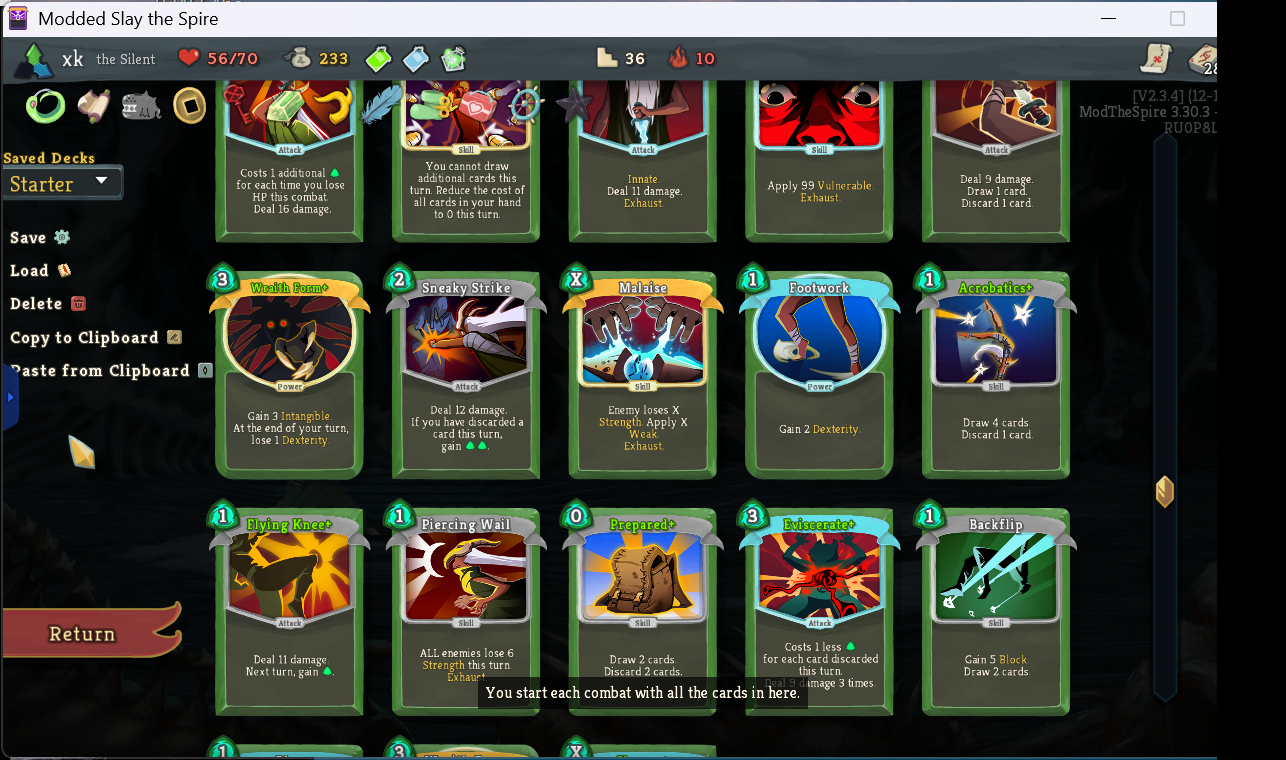 Modded Slay the Spire
xk the Silent 56/70 233 36 10 28
[V2.3.4] (12-1
ModTheSpire 3.30.3 -
RU0P8L
Saved Decks
Starter
Save
Load
Delete
Copy to Clipboard
Paste from Clipboard
Return
Attack
Costs 1 additional
for each time you lose
HP this combat.
Deal 16 damage.
Skill
You cannot draw
additional cards this
turn. Reduce the cost of
all cards in your hand
to 0 this turn.
Attack
Innate.
Deal 11 damage.
Exhaust.
Skill
Apply 99 Vulnerable.
Exhaust.
Attack
Deal 9 damage.
Draw 1 card.
Discard 1 card.
3
Wraith Form+
Power
Gain 3 Intangible.
At the end of your turn,
lose 1 Dexterity.
2
Sneaky Strike
Attack
Deal 12 damage.
If you have discarded a
card this turn,
gain .
X
Malaise
Skill
Enemy loses X
Strength. Apply X
Weak.
Exhaust.
1
Footwork
Power
Gain 2 Dexterity.
1
Acrobatics+
Skill
Draw 4 cards.
Discard 1 card.
1
Flying Knee+
Attack
Deal 11 damage.
Next turn, gain .
1
Piercing Wail
Skill
ALL enemies lose 6
Strength this turn.
Exhaust.
0
Prepared+
Skill
Draw 2 cards.
Discard 2 cards.
3
Eviscerate+
Attack
Costs 1 less
for each card discarded
this turn.
Deal 9 damage 3 times.
1
Backflip
Skill
Gain 5 Block.
Draw 2 cards.
You start each combat with all the cards in here.
1
3
X